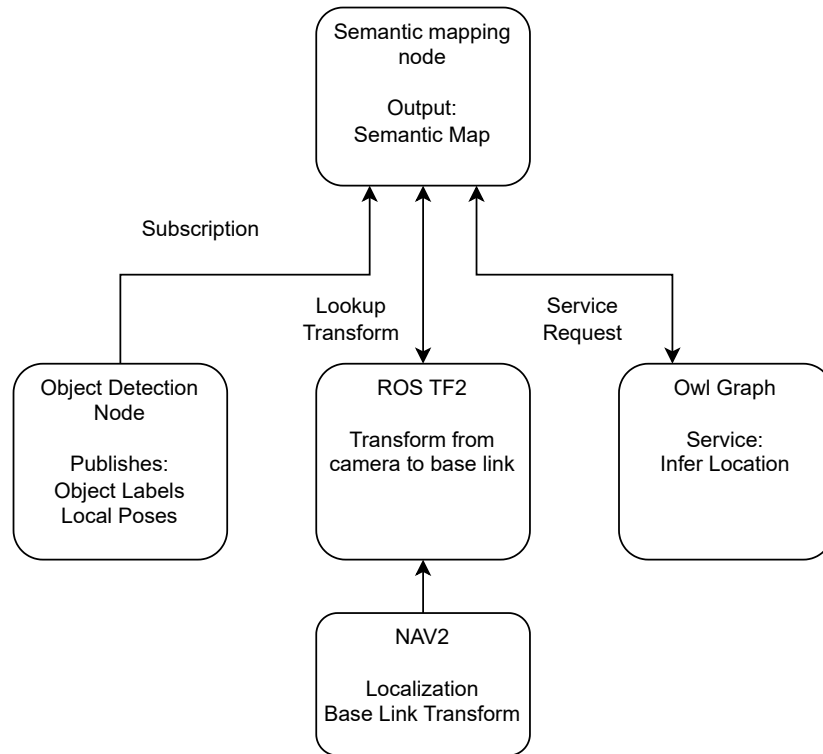 Semantic mapping
node
Output:
Semantic Map
Subscription
Lookup
Transform
Service
Request
Object Detection
Node
Publishes:
Object Labels
Local Poses
ROS TF2
Transform from
camera to base link
Owl Graph
Service:
Infer Location
NAV2
Localization
Base Link Transform